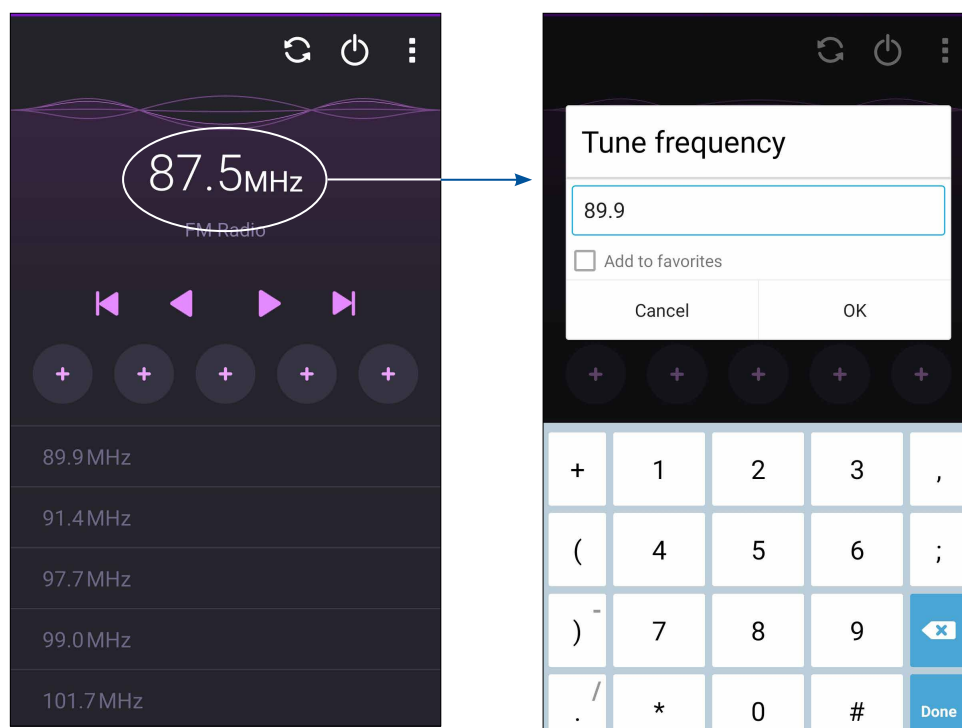 87.5MHz
FM Radio
+ + + + +
89.9MHz
91.4MHz
97.7MHz
99.0MHz
101.7MHz
Tune frequency
89.9
Add to favorites
Cancel OK
+ + + + +
+ 1 2 3 ,
( 4 5 6 ;
) - 7 8 9
. / * 0 # Done